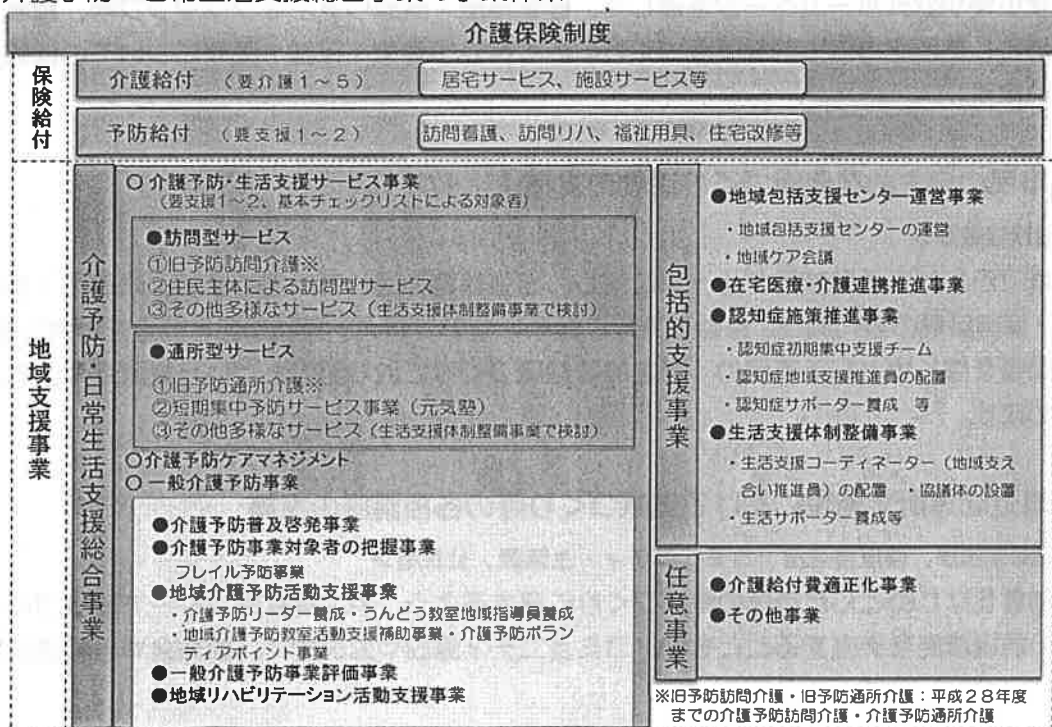 介護保険制度
保険給付
介護給付 （要介護1～5） 居宅サービス、施設サービス等
予防給付 （要支援1～2） 訪問看護、訪問リハ、福祉用具、住宅改修等
地域支援事業
介護予防・日常生活支援総合事業
○ 介護予防・生活支援サービス事業
（要支援1～2、基本チェックリストによる対象者）
●訪問型サービス
①旧予防訪問介護※
②住民主体による訪問型サービス
③その他多様なサービス（生活支援体制整備事業で検討）
●通所型サービス
①旧予防通所介護※
②短期集中予防サービス事業（元気塾）
③その他多様なサービス（生活支援体制整備事業で検討）
○介護予防ケアマネジメント
○ 一般介護予防事業
●介護予防普及啓発事業
●介護予防事業対象者の把握事業
フレイル予防事業
●地域介護予防活動支援事業
・介護予防リーダー養成・うんどう教室地域指導員養成
・地域介護予防教室活動支援補助事業・介護予防ボラン
ティアポイント事業
●一般介護予防事業評価事業
●地域リハビリテーション活動支援事業
包括的支援事業
●地域包括支援センター運営事業
・地域包括支援センターの運営
・地域ケア会議
●在宅医療・介護連携推進事業
●認知症施策推進事業
・認知症初期集中支援チーム
・認知症地域支援推進員の配置
・認知症サポーター養成 等
●生活支援体制整備事業
・生活支援コーディネーター（地域支え
合い推進員）の配置 ・協議体の設置
・生活サポーター養成等
任意事業
●介護給付費適正化事業
●その他事業
※旧予防訪問介護・旧予防通所介護：平成28年度
までの介護予防訪問介護・介護予防通所介護